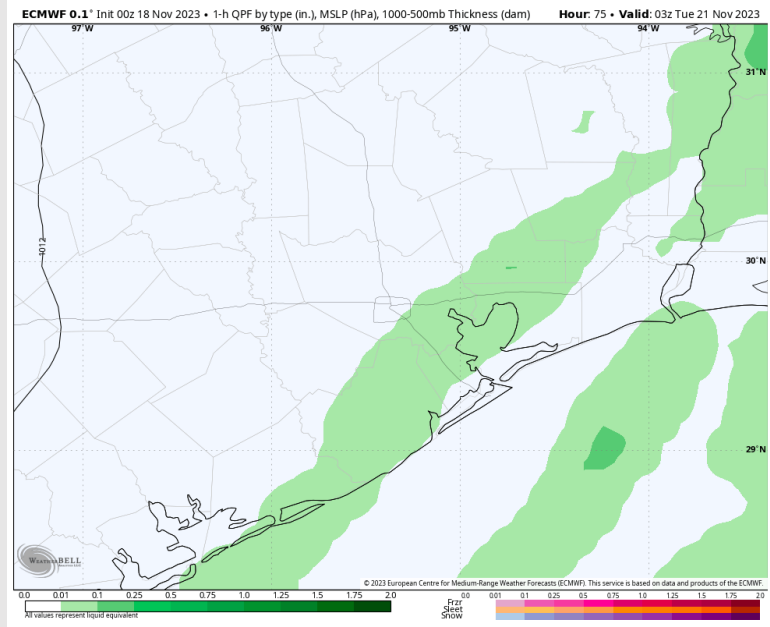 ECMWF 0.1° Init 00z 18 Nov 2023 • 1-h QPF by type (in.), MSLP (hPa), 1000-500mb Thickness (dam) Hour: 75 • Valid: 03z Tue 21 Nov 2023
97°W 96°W 95°W 94°W
31°N
1012
30°N
29°N
WEATHERBELL
© 2023 European Centre for Medium-Range Weather Forecasts (ECMWF). This service is based on data and products of the ECMWF.
0.0 0.01 0.1 0.25 0.5 0.75 1.0 1.25 1.5 1.75 2.0
0.0 0.01 0.1 0.25 0.5 0.75 1.0 1.25 1.5 1.75 2.0
All values represent liquid equivalent
Frzr
Sleet
Snow